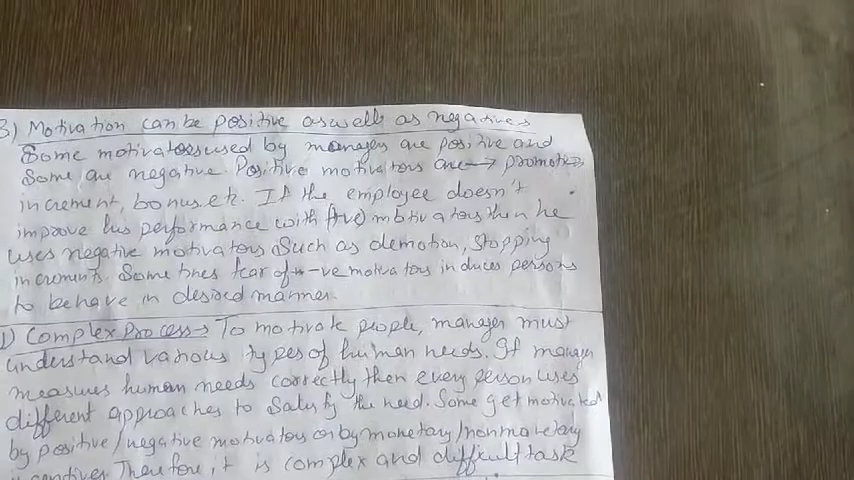 3) Motivation can be positive aswell as negative→
Some motivators used by managers are positive and
Some are negative. Positive motivators are→ promotion,
increment, bonus.etc. If the employee doesn't
improve his performance with (+ve) motivators then he
uses negative motivators Such as demotion, stopping
increments. Sometimes fear of -ve motivators induces persons
to behave in desired manner.
Complex Process→ To motivate people, manager must
understand various types of human needs. If manager
measures human needs correctly then every person uses
different approaches to Satisfy the need. Some get motivated
by positive/negative motivators or by monetary/nonmonetary
Therefore, it is complex and difficult task